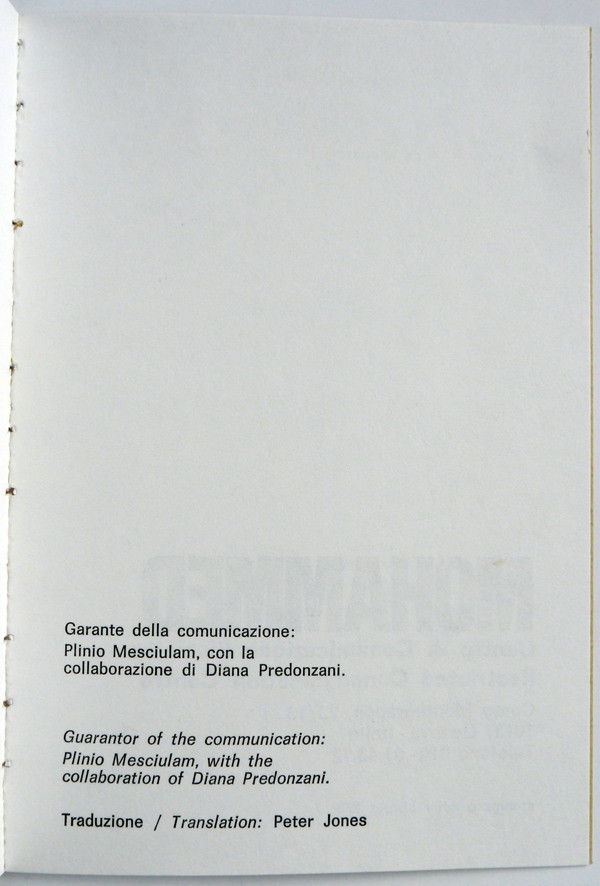 Garante della comunicazione:
Plinio Mesciulam, con la
collaborazione di Diana Predonzani.
Guarantor of the communication:
Plinio Mesciulam, with the
collaboration of Diana Predonzani.
Traduzione / Translation: Peter Jones
MOHAMMED